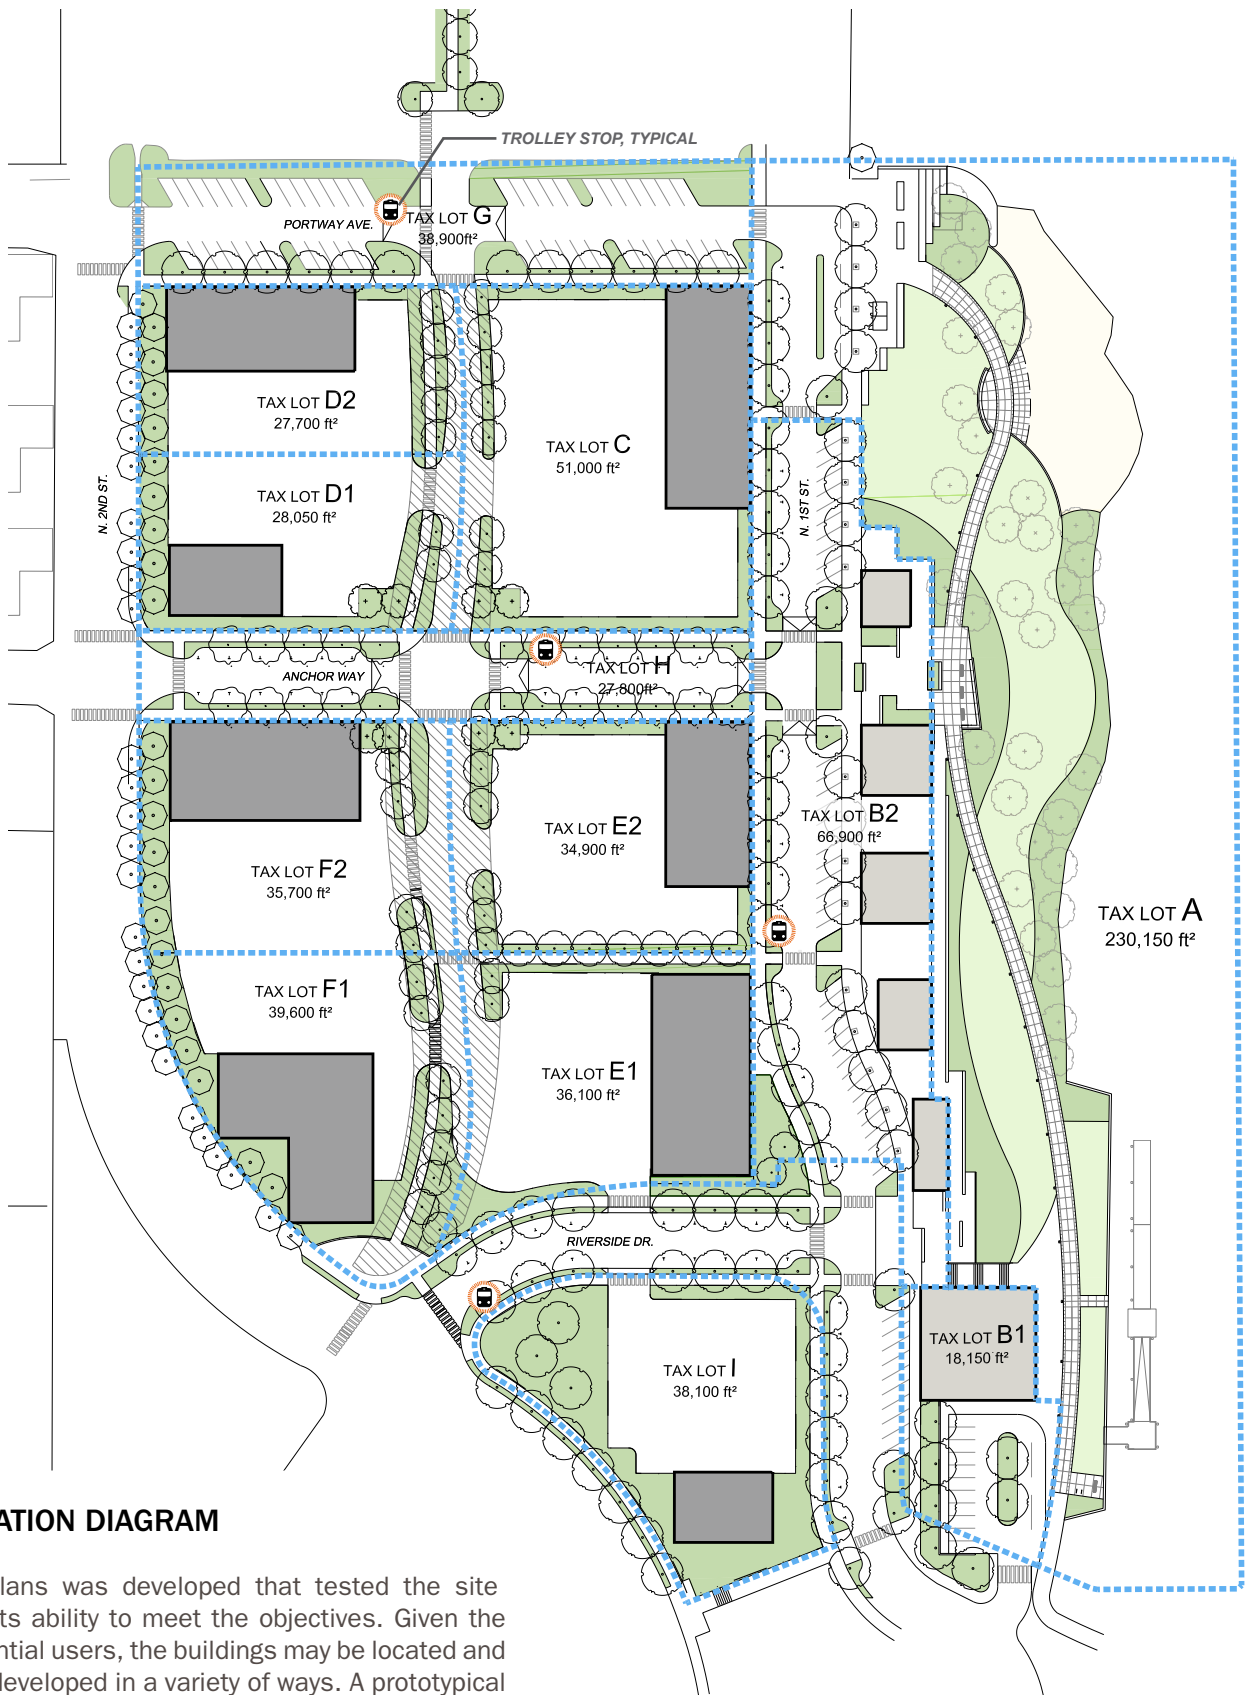 TROLLEY STOP, TYPICAL
PORTWAY AVE.
TAX LOT G
38,900ft²
TAX LOT D2
27,700 ft²
TAX LOT C
51,000 ft²
TAX LOT D1
28,050 ft²
N. 2ND ST.
N. 1ST ST.
ANCHOR WAY
TAX LOT H
27,800ft²
TAX LOT E2
34,900 ft²
TAX LOT B2
66,900 ft²
TAX LOT F2
35,700 ft²
TAX LOT A
230,150 ft²
TAX LOT F1
39,600 ft²
TAX LOT E1
36,100 ft²
RIVERSIDE DR.
TAX LOT B1
18,150 ft²
TAX LOT I
38,100 ft²
ATION DIAGRAM
lans was developed that tested the site
ts ability to meet the objectives. Given the
ntial users, the buildings may be located and
developed in a variety of ways. A prototypical